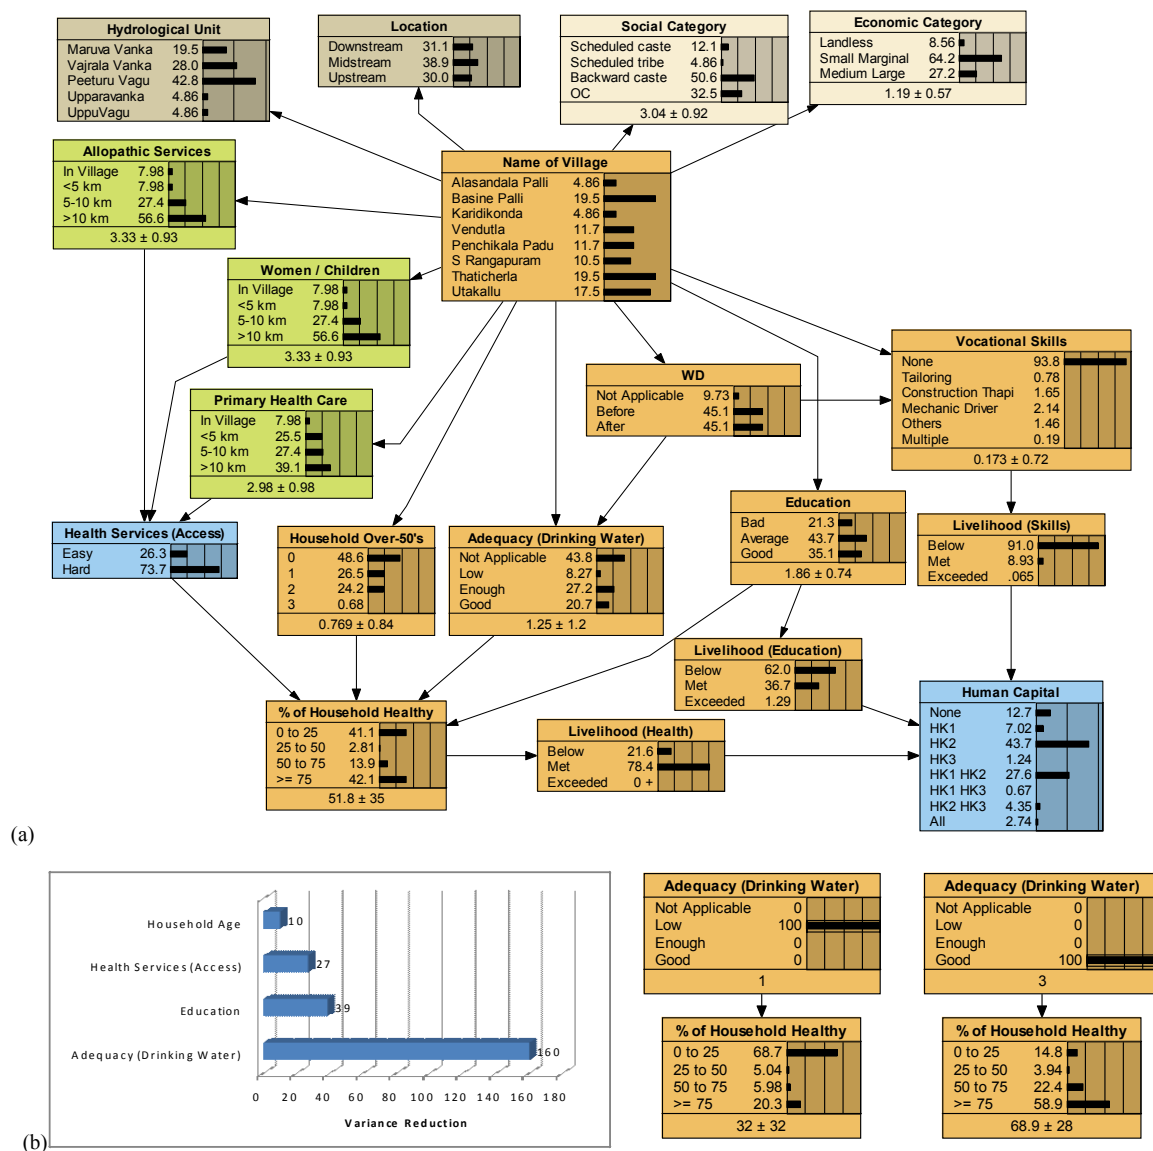 Hydrological Unit
Maruva Vanka 19.5
Vajrala Vanka 28.0
Peeturu Vagu 42.8
Upparavanka 4.86
UppuVagu 4.86
Location
Downstream 31.1
Midstream 38.9
Upstream 30.0
Social Category
Scheduled caste 12.1
Scheduled tribe 4.86
Backward caste 50.6
OC 32.5
3.04 ± 0.92
Economic Category
Landless 8.56
Small Marginal 64.2
Medium Large 27.2
1.19 ± 0.57
Allopathic Services
In Village 7.98
<5 km 7.98
5-10 km 27.4
>10 km 56.6
3.33 ± 0.93
Name of Village
Alasandala Palli 4.86
Basine Palli 19.5
Karidikonda 4.86
Vendutla 11.7
Penchikala Padu 11.7
S Rangapuram 10.5
Thaticherla 19.5
Utakallu 17.5
Women / Children
In Village 7.98
<5 km 7.98
5-10 km 27.4
>10 km 56.6
3.33 ± 0.93
Vocational Skills
None 93.8
Tailoring 0.78
Construction Thapi 1.65
Mechanic Driver 2.14
Others 1.46
Multiple 0.19
0.173 ± 0.72
WD
Not Applicable 9.73
Before 45.1
After 45.1
Primary Health Care
In Village 7.98
<5 km 25.5
5-10 km 27.4
>10 km 39.1
2.98 ± 0.98
Health Services (Access)
Easy 26.3
Hard 73.7
Household Over-50's
0 48.6
1 26.5
2 24.2
3 0.68
0.769 ± 0.84
Adequacy (Drinking Water)
Not Applicable 43.8
Low 8.27
Enough 27.2
Good 20.7
1.25 ± 1.2
Education
Bad 21.3
Average 43.7
Good 35.1
1.86 ± 0.74
Livelihood (Skills)
Below 91.0
Met 8.93
Exceeded .065
Livelihood (Education)
Below 62.0
Met 36.7
Exceeded 1.29
% of Household Healthy
0 to 25 41.1
25 to 50 2.81
50 to 75 13.9
>= 75 42.1
51.8 ± 35
Livelihood (Health)
Below 21.6
Met 78.4
Exceeded 0 +
Human Capital
None 12.7
HK1 7.02
HK2 43.7
HK3 1.24
HK1 HK2 27.6
HK1 HK3 0.67
HK2 HK3 4.35
All 2.74
(a)
Household Age 10
Health Services (Access) 27
Education 39
Adequacy (Drinking Water) 160
0 20 40 60 80 100 120 140 160 180
Variance Reduction
(b)
Adequacy (Drinking Water)
Not Applicable 0
Low 100
Enough 0
Good 0
1
% of Household Healthy
0 to 25 68.7
25 to 50 5.04
50 to 75 5.98
>= 75 20.3
32 ± 32
Adequacy (Drinking Water)
Not Applicable 0
Low 0
Enough 0
Good 100
3
% of Household Healthy
0 to 25 14.8
25 to 50 3.94
50 to 75 22.4
>= 75 58.9
68.9 ± 28